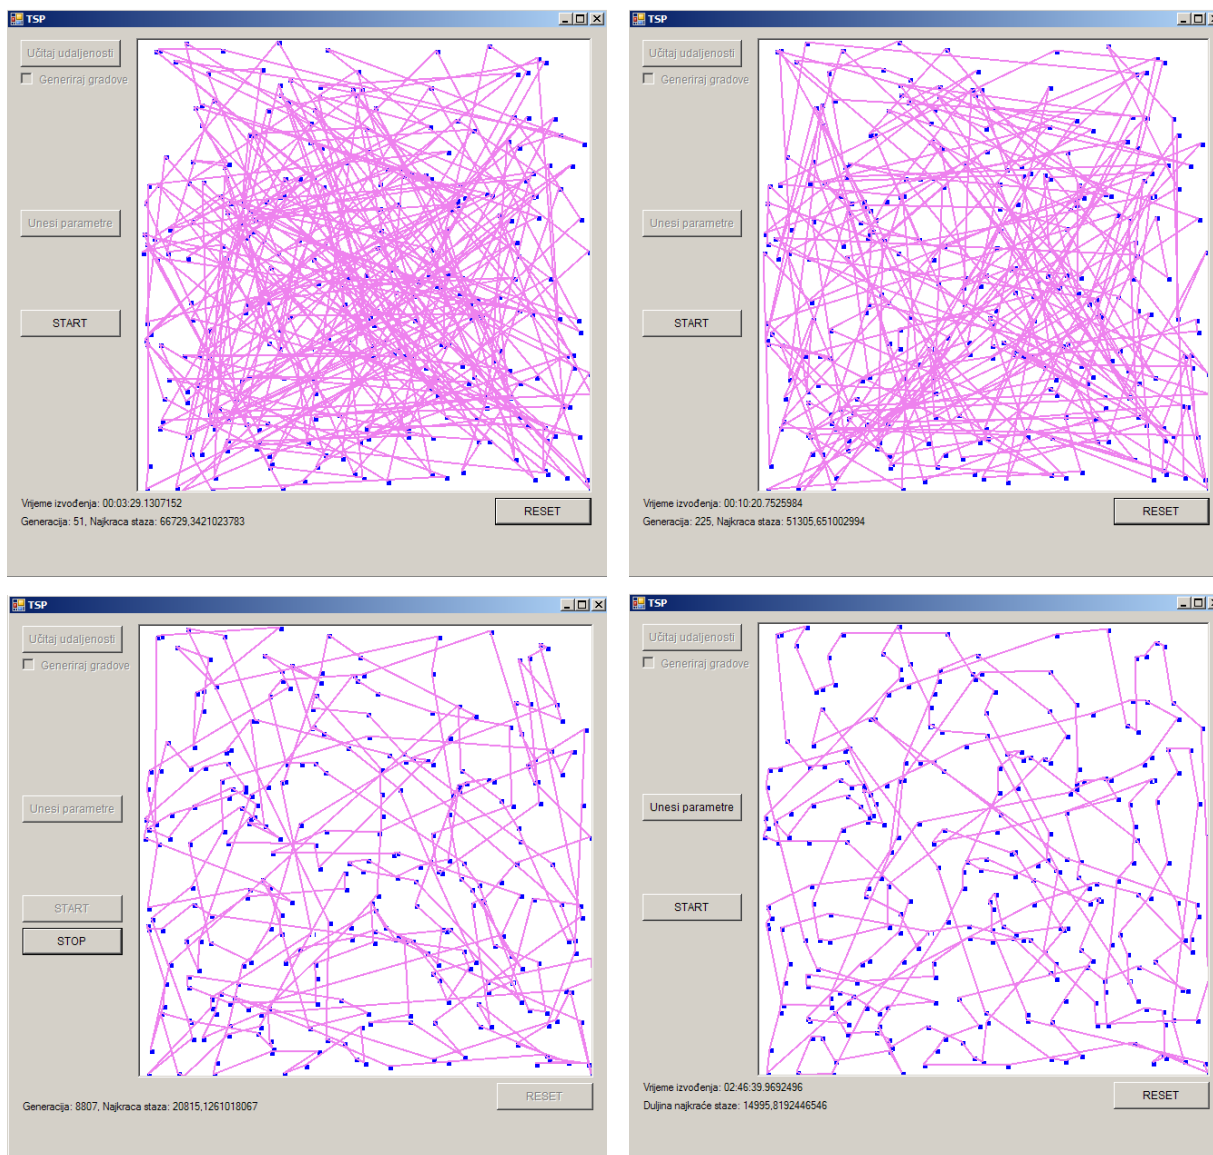 TSP
Učitaj udaljenosti
Generiraj gradove
Unesi parametre
START
Vrijeme izvođenja: 00:03:29.1307152
RESET
Generacija: 51, Najkraca staza: 66729,3421023783
TSP
Učitaj udaljenosti
Generiraj gradove
Unesi parametre
START
Vrijeme izvođenja: 00:10:20.7525984
RESET
Generacija: 225, Najkraca staza: 51305,651002994
TSP
Učitaj udaljenosti
Generiraj gradove
Unesi parametre
START
STOP
RESET
Generacija: 8807, Najkraca staza: 20815,1261018067
TSP
Učitaj udaljenosti
Generiraj gradove
Unesi parametre
START
Vrijeme izvođenja: 02:46:39.9692496
RESET
Duljina najkraće staze: 14995,8192446546